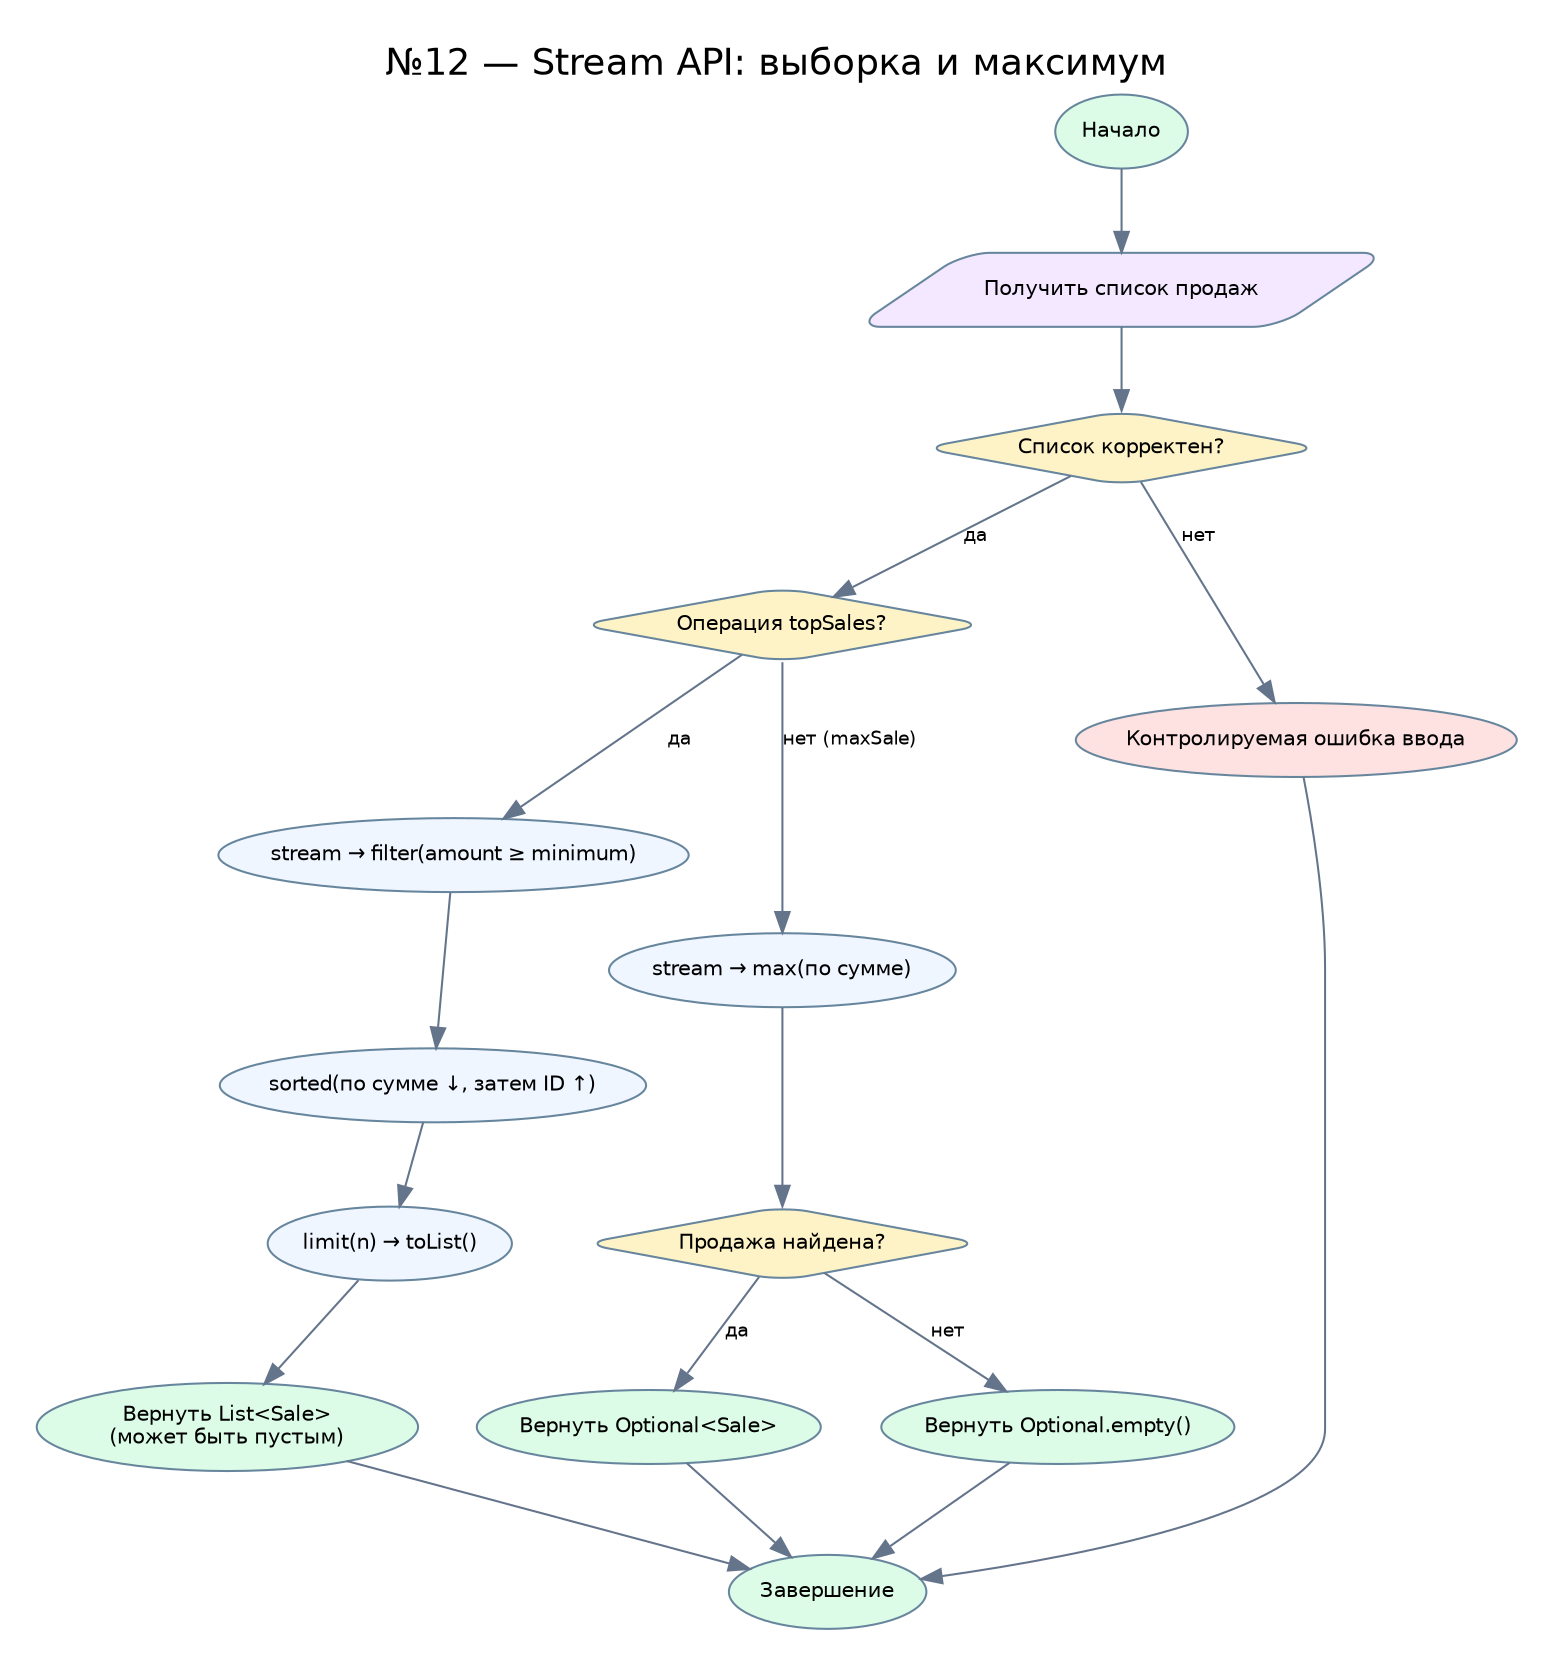 №12 — Stream API: выборка и максимум
Начало
Получить список продаж
Список корректен?
да
нет
Операция topSales?
да
нет (maxSale)
Контролируемая ошибка ввода
stream → filter(amount ≥ minimum)
stream → max(по сумме)
sorted(по сумме ↓, затем ID ↑)
limit(n) → toList()
Продажа найдена?
да
нет
Вернуть List<Sale>
(может быть пустым)
Вернуть Optional<Sale>
Вернуть Optional.empty()
Завершение